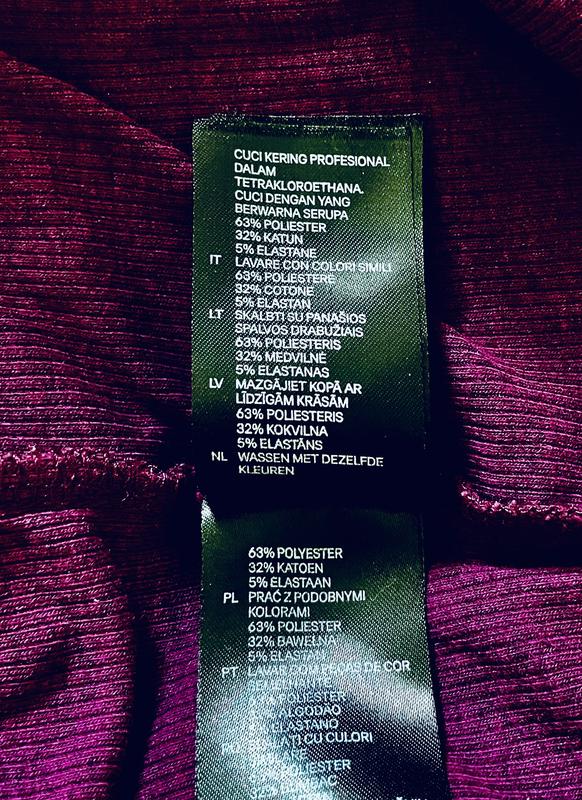 CUCI KERING PROFESIONAL
DALAM
TETRAKLOROETHANA.
CUCI DENGAN YANG
BERWARNA SERUPA
63% POLIESTER
32% KATUN
5% ELASTANE
IT LAVARE CON COLORI SIMILI
63% POLIESTERE
32% COTONE
5% ELASTAN
LT SKALBTI SU PANAŠIOS
SPALVOS DRABUŽIAIS
63% POLIESTERIS
32% MEDVILNĖ
5% ELASTANAS
LV MAZGĀJIET KOPĀ AR
LĪDZĪGĀM KRĀSĀM
63% POLIESTERIS
32% KOKVILNA
5% ELASTĀNS
NL WASSEN MET DEZELFDE
KLEUREN
63% POLYESTER
32% KATOEN
5% ELASTAAN
PL PRAĆ Z PODOBNYMI
KOLORAMI
63% POLIESTER
32% BAWEŁNA
5% ELASTAN
PT LAVAR COM PEÇAS DE COR
POLIESTER
ALGODÃO
ELASTANO
CU CULORI
POLIESTER
32%